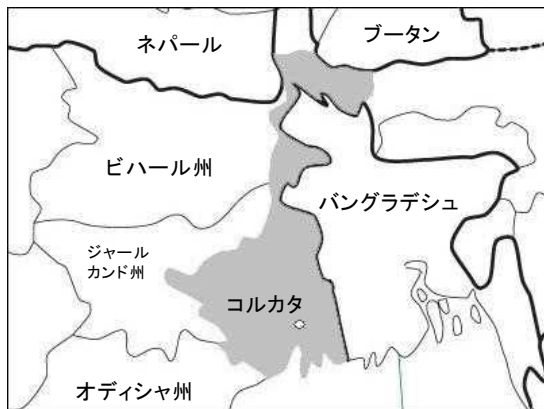 ネパール
ブータン
ビハール州
バングラデシュ
ジャール
カンド州
コルカタ
オディシャ州